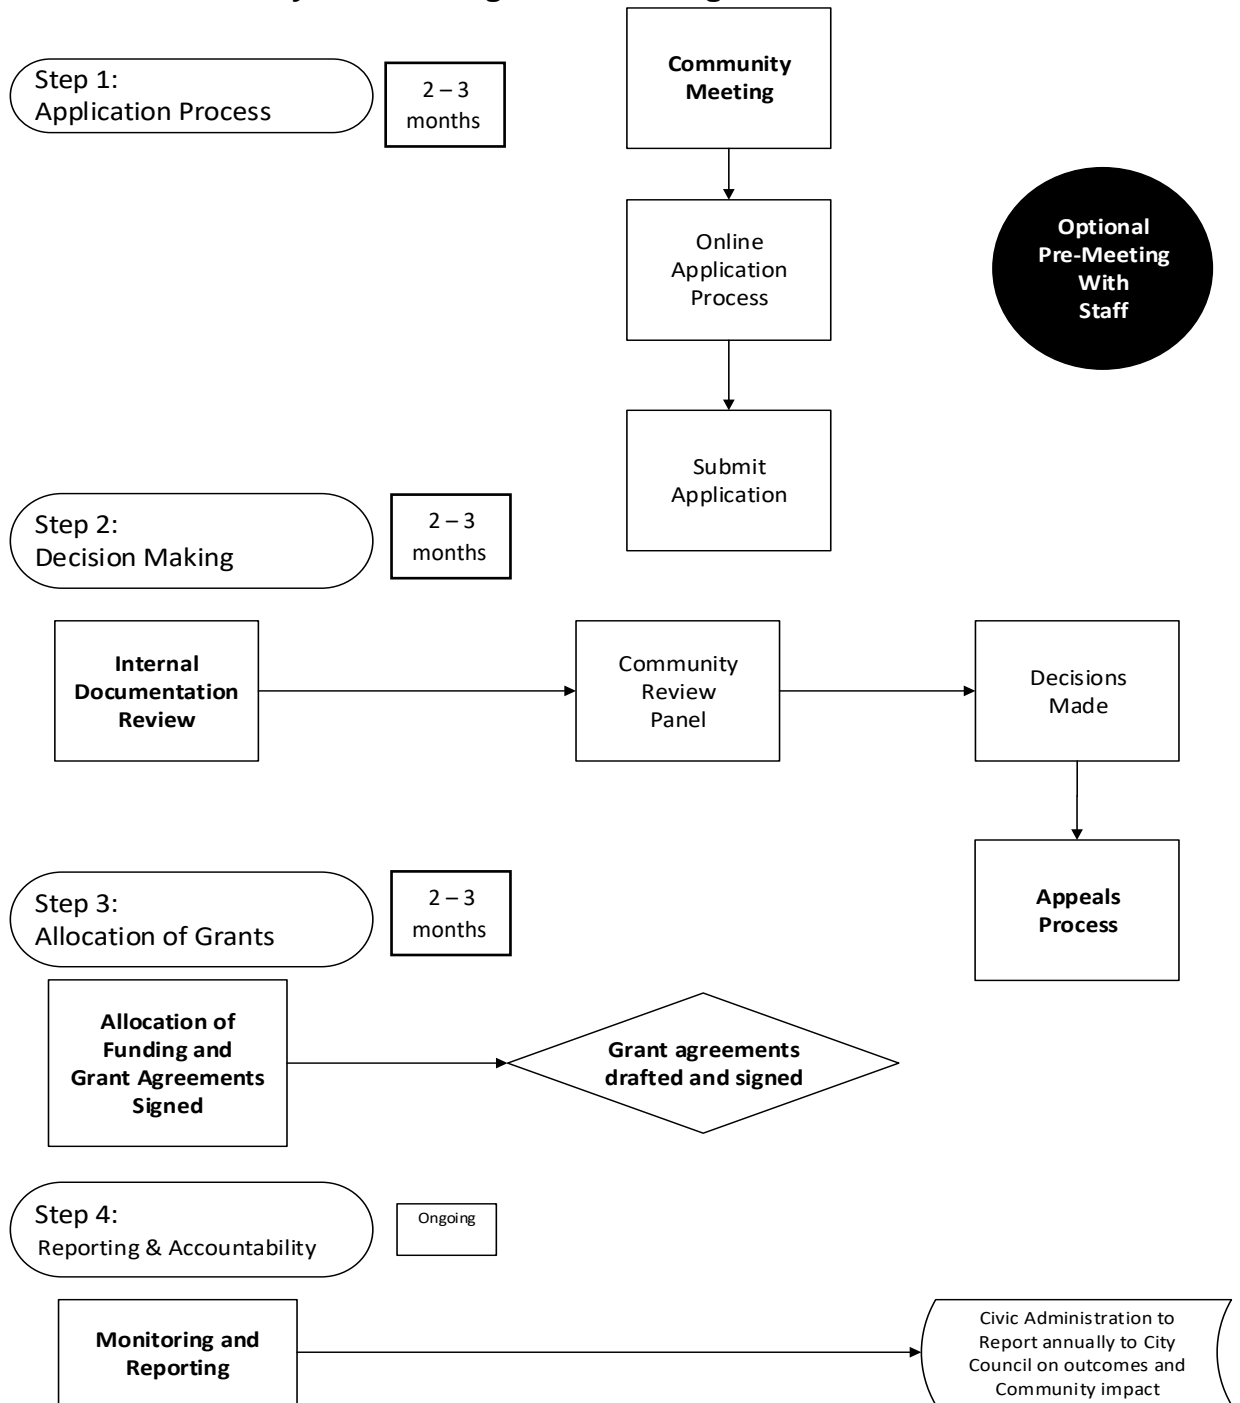 Step 1:
Application Process
2 – 3
months
Community
Meeting
Online
Application
Process
Optional
Pre-Meeting
With
Staff
Submit
Application
Step 2:
Decision Making
2 – 3
months
Internal
Documentation
Review
Community
Review
Panel
Decisions
Made
Appeals
Process
Step 3:
Allocation of Grants
2 – 3
months
Allocation of
Funding and
Grant Agreements
Signed
Grant agreements
drafted and signed
Step 4:
Reporting & Accountability
Ongoing
Monitoring and
Reporting
Civic Administration to
Report annually to City
Council on outcomes and
Community impact